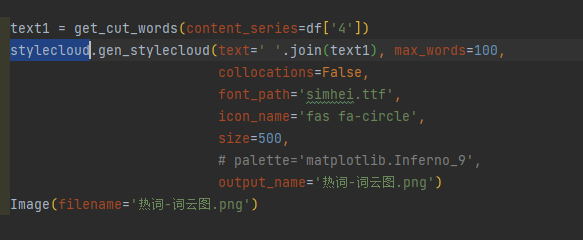 text1 = get_cut_words(content_series=df['4'])
stylecloud.gen_stylecloud(text=' '.join(text1), max_words=100,
collocations=False,
font_path='simhei.ttf',
icon_name='fas fa-circle',
size=500,
# palette='matplotlib.Inferno_9',
output_name='热词-词云图.png')
Image(filename='热词-词云图.png')